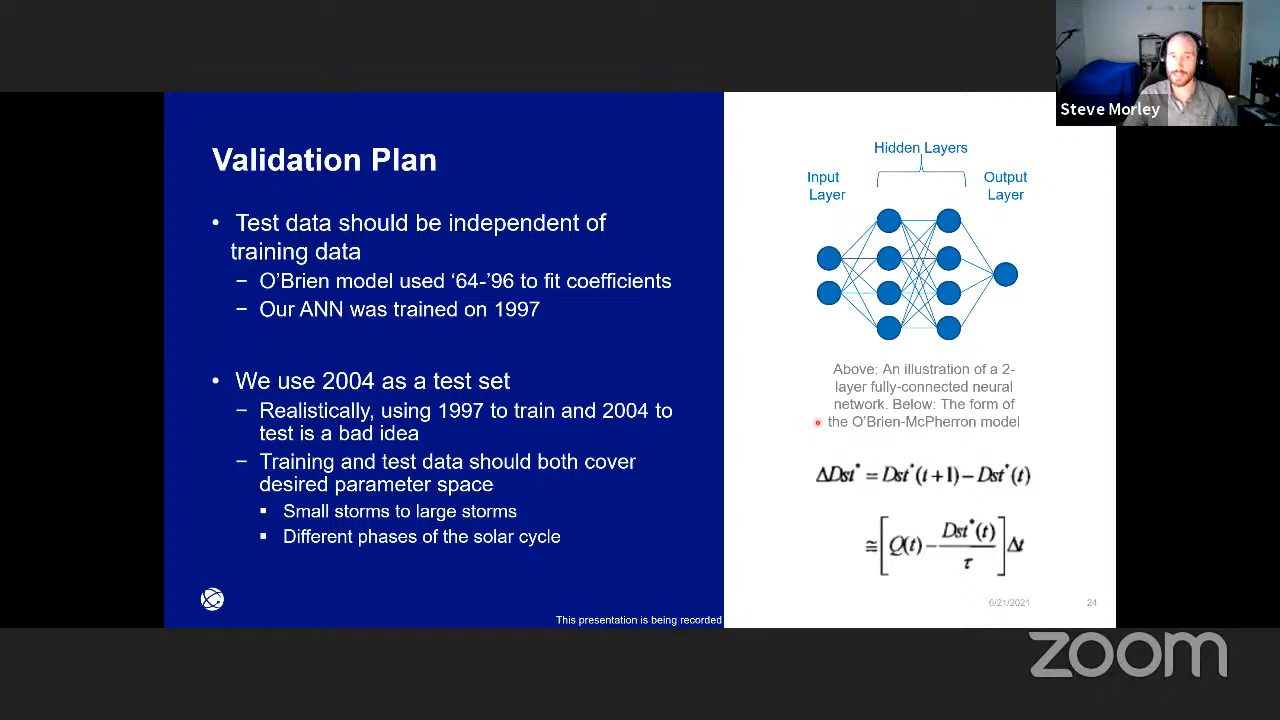 Steve Morley
Validation Plan
• Test data should be independent of
training data
– O’Brien model used ‘64-’96 to fit coefficients
– Our ANN was trained on 1997
• We use 2004 as a test set
– Realistically, using 1997 to train and 2004 to
test is a bad idea
– Training and test data should both cover
desired parameter space
▪ Small storms to large storms
▪ Different phases of the solar cycle
This presentation is being recorded
Hidden Layers
Input
Layer
Output
Layer
Above: An illustration of a 2-
layer fully-connected neural
network. Below: The form of
the O’Brien-McPherron model
ΔDst* = Dst*(t+1) – Dst*(t)
≅[Q(t) – Dst*(t)/τ]Δt
6/21/2021 24
zoom